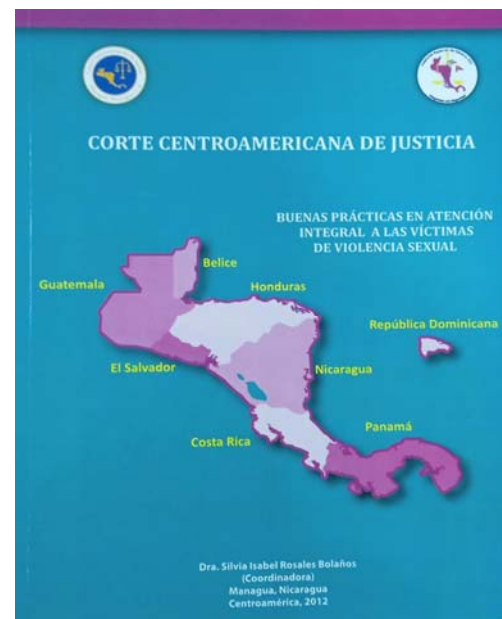 CORTE CENTROAMERICANA DE JUSTICIA
BUENAS PRÁCTICAS EN ATENCIÓN
INTEGRAL A LAS VÍCTIMAS
DE VIOLENCIA SEXUAL
Belice
Guatemala
Honduras
República Dominicana
El Salvador
Nicaragua
Panamá
Costa Rica
Dra. Silvia Isabel Rosales Bolaños
(Coordinadora)
Managua, Nicaragua
Centroamérica, 2012